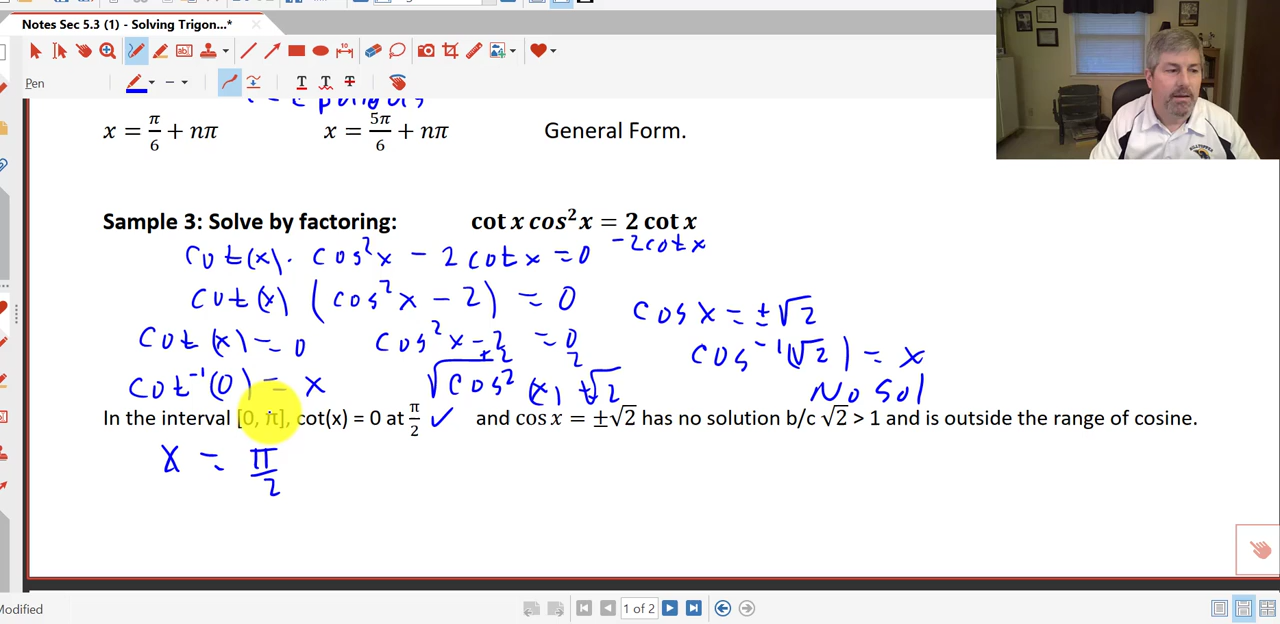 Notes Sec 5.3 (1) - Solving Trigon...*
Pen
x = π/6 + nπ x = 5π/6 + nπ General Form.
Sample 3: Solve by factoring: cot x cos²x = 2 cot x
cot(x) · cos²x - 2cotx = 0 -2cotx
cot(x) (cos²x - 2) = 0
cos x = ±√2
cot(x) = 0 cos²x - 2 = 0
+2 2
cos⁻¹(√2) = x
cot⁻¹(0) = x √cos²(x) ±√2 No Sol
In the interval [0, π], cot(x) = 0 at π/2 ✓ and cos x = ±√2 has no solution b/c √2 > 1 and is outside the range of cosine.
x = π/2
Modified
1 of 2